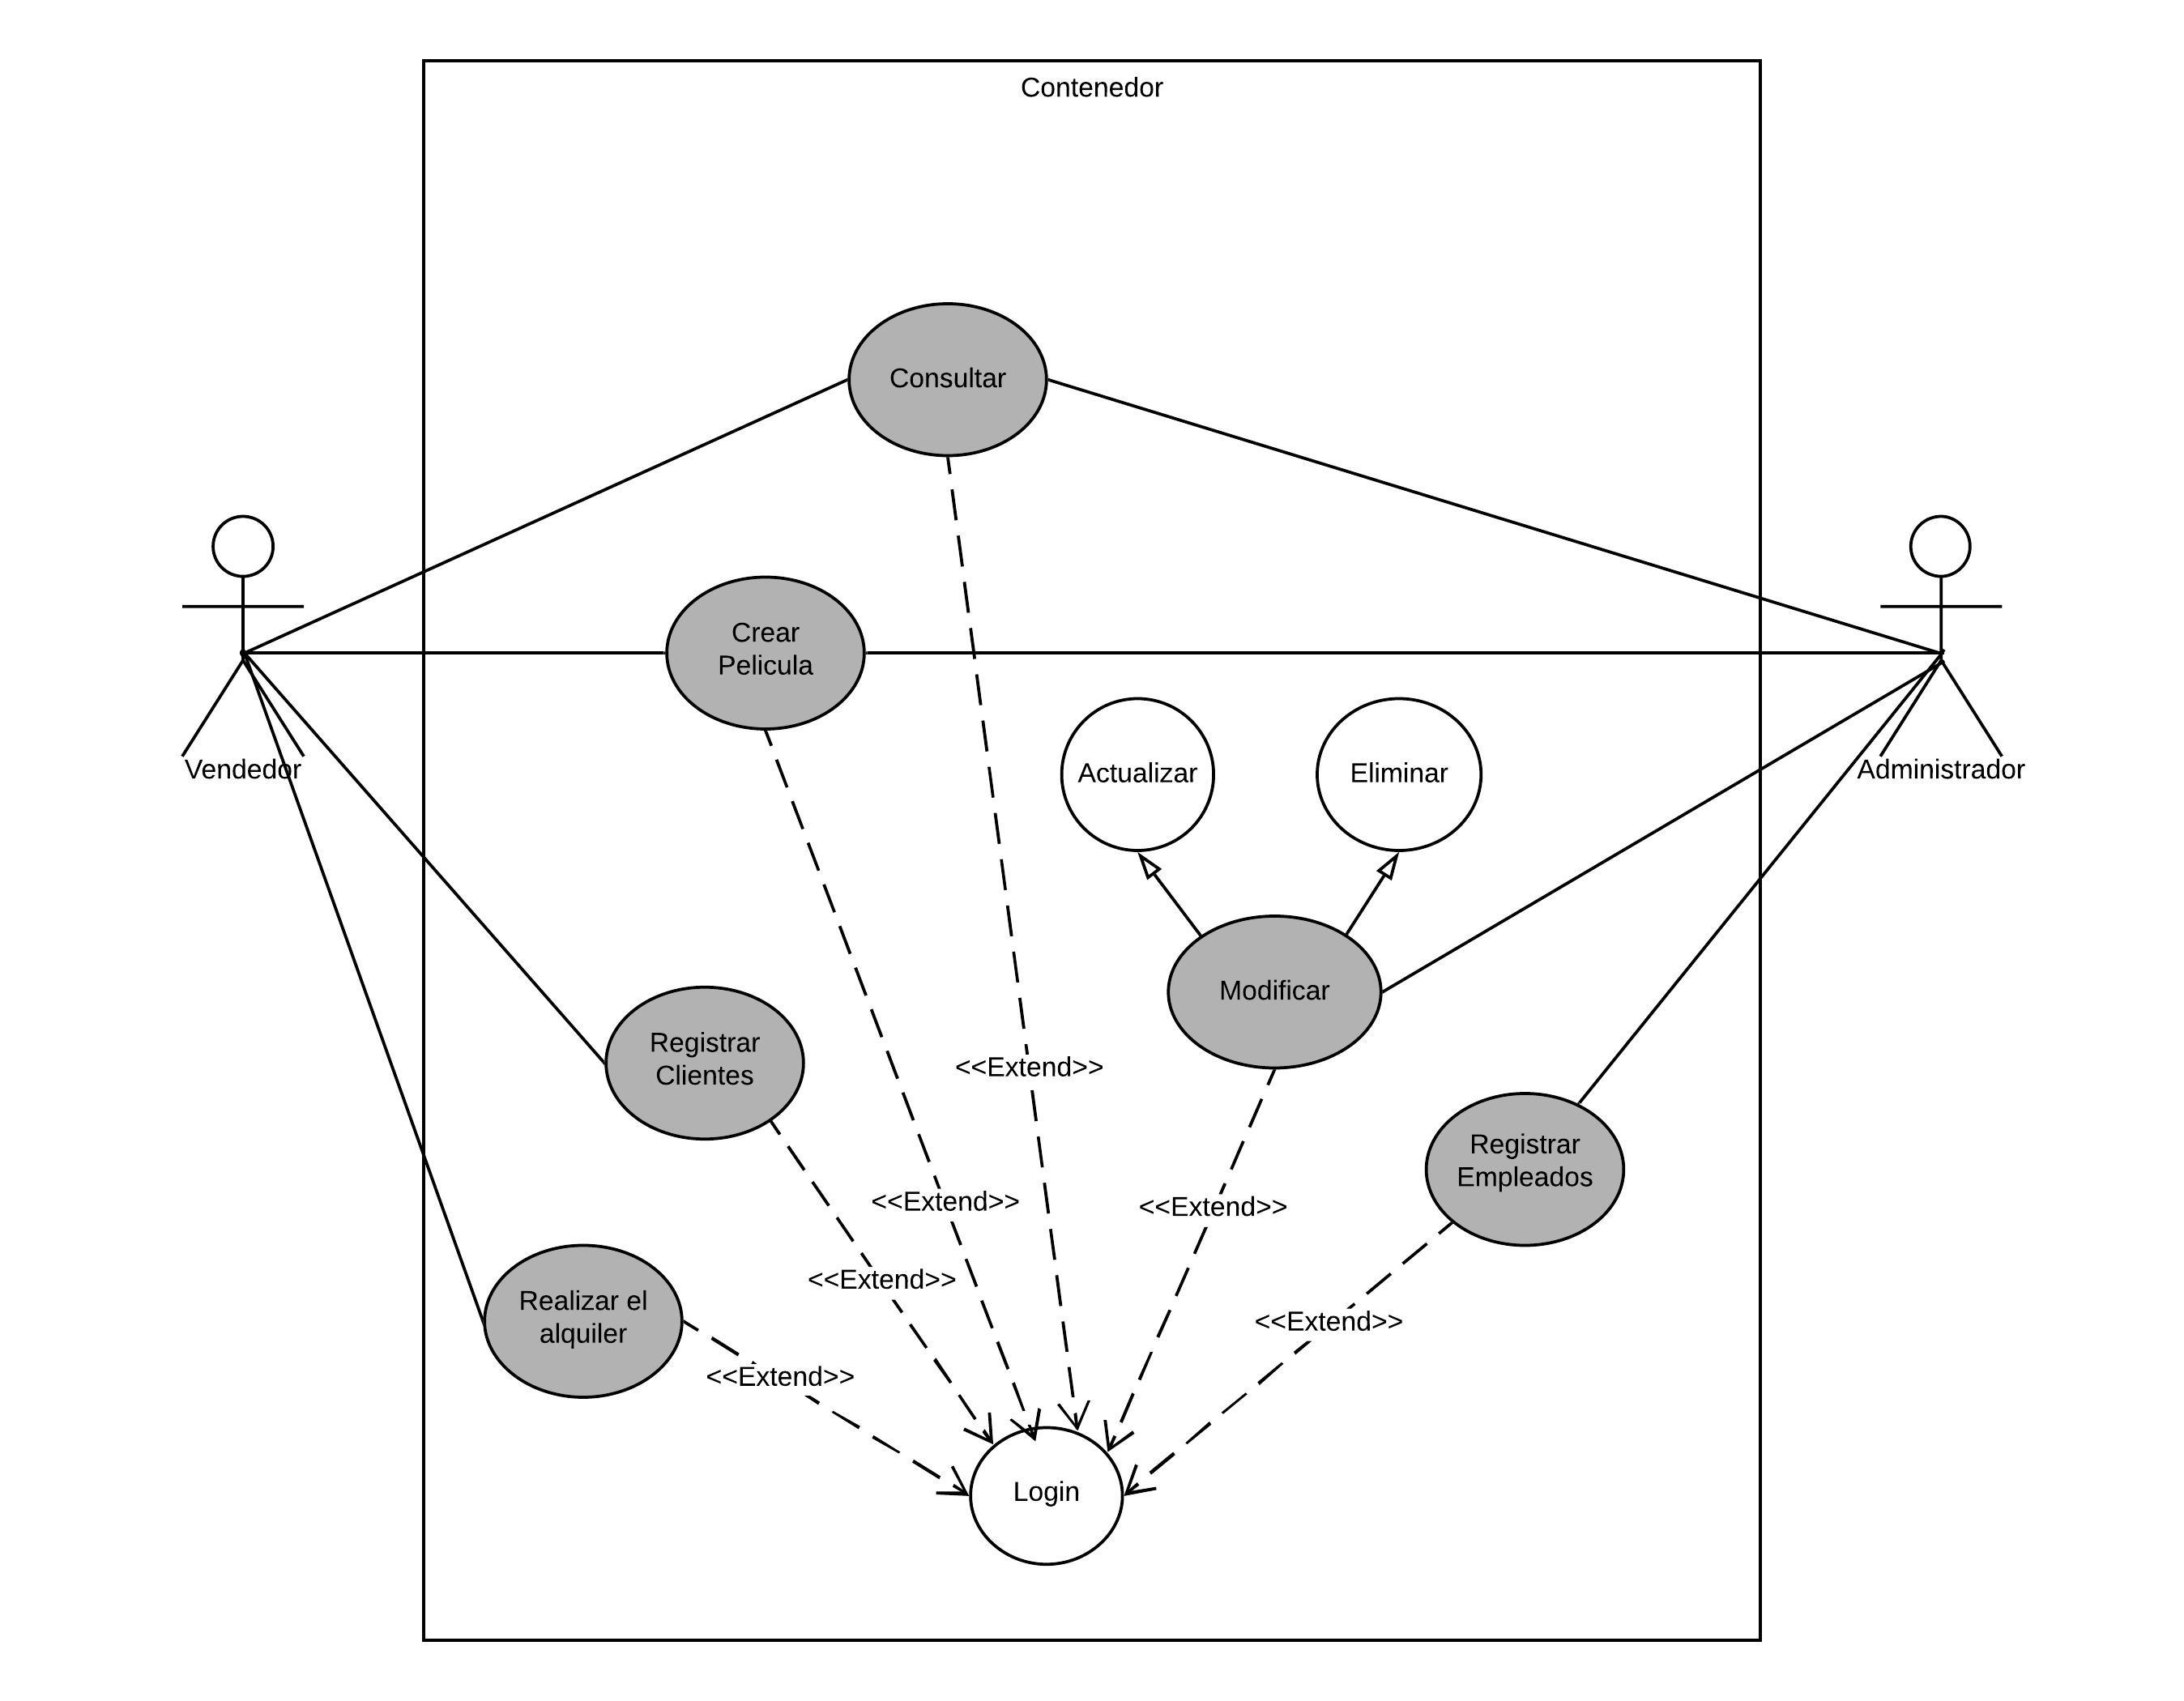 Contenedor
Consultar
Crear
Pelicula
Vendedor
Actualizar
Eliminar
Administrador
Modificar
Registrar
Clientes
<<Extend>>
Registrar
Empleados
<<Extend>>
<<Extend>>
<<Extend>>
Realizar el
alquiler
<<Extend>>
<<Extend>>
Login